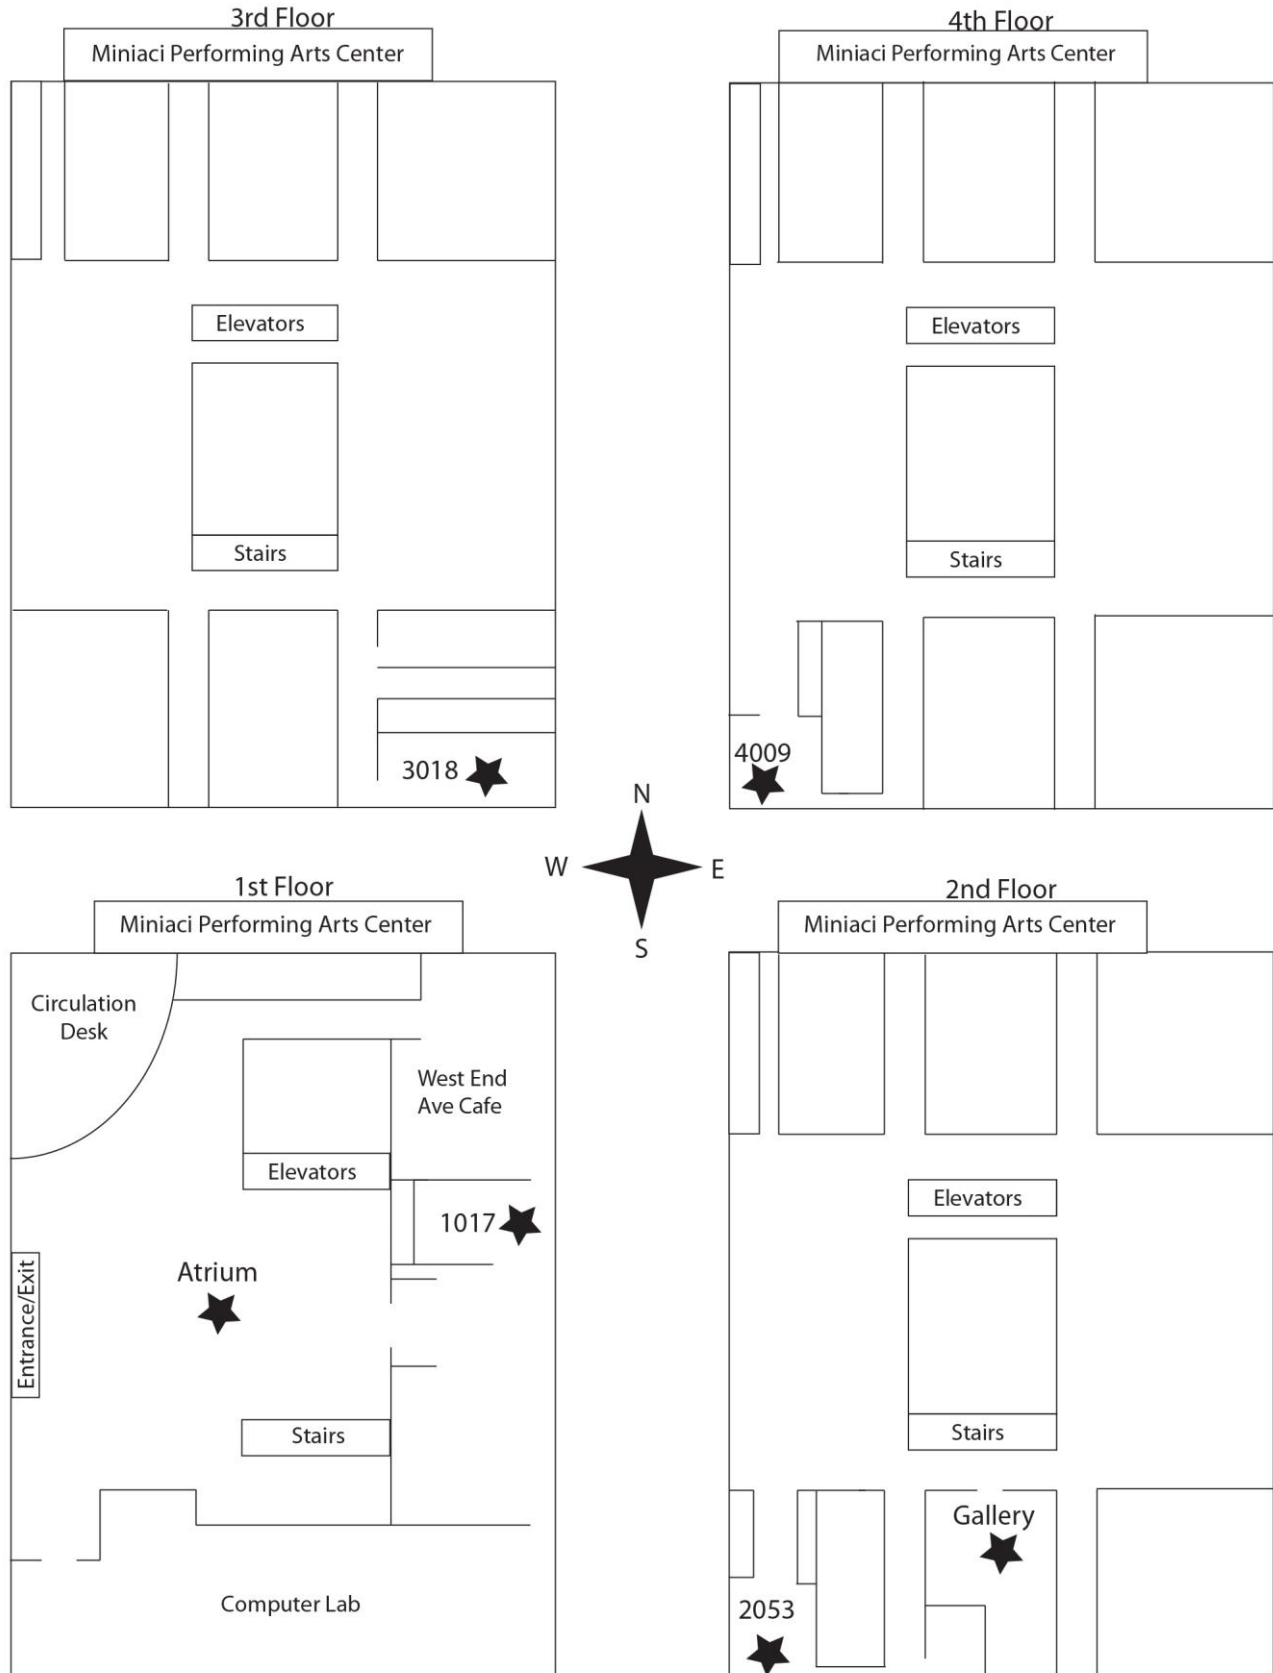 3rd Floor
Miniaci Performing Arts Center
Elevators
Stairs
3018
4th Floor
Miniaci Performing Arts Center
Elevators
Stairs
4009
N
W
E
S
1st Floor
Miniaci Performing Arts Center
Circulation
Desk
West End
Ave Cafe
Elevators
1017
Atrium
Entrance/Exit
Stairs
Computer Lab
2nd Floor
Miniaci Performing Arts Center
Elevators
Stairs
Gallery
2053